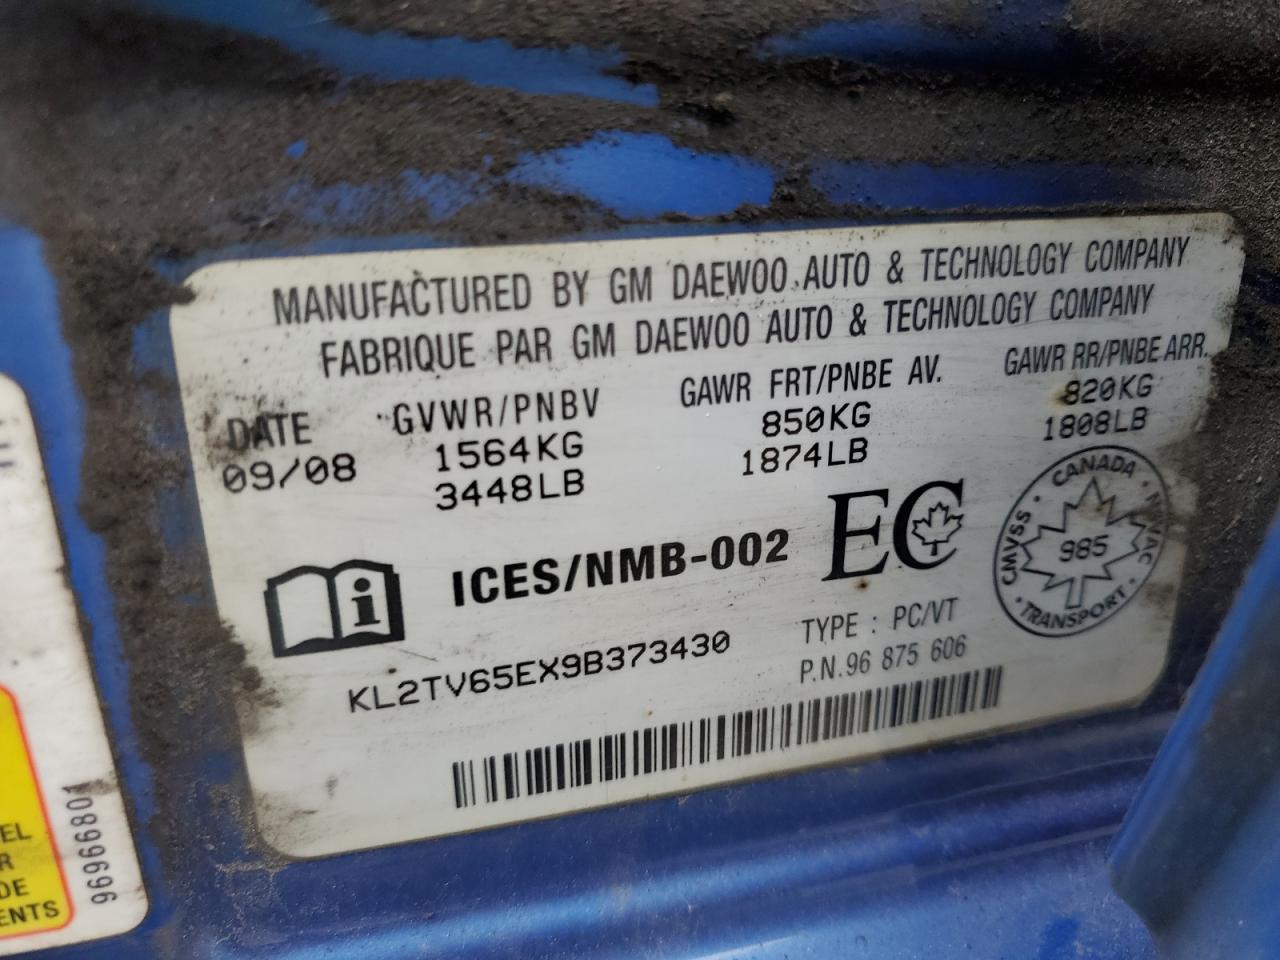 MANUFACTURED BY GM DAEWOO AUTO & TECHNOLOGY COMPANY
FABRIQUE PAR GM DAEWOO AUTO & TECHNOLOGY COMPANY
DATE GVWR/PNBV GAWR FRT/PNBE AV. GAWR RR/PNBE ARR.
09/08 1564KG 850KG 820KG
3448LB 1874LB 1808LB
ICES/NMB-002 EC
CANADA
CMVSS 985
TRANSPORT
KL2TV65EX9B373430
TYPE : PC/VT
P.N.96 875 606
96966801
EL
R
DE
ENTS